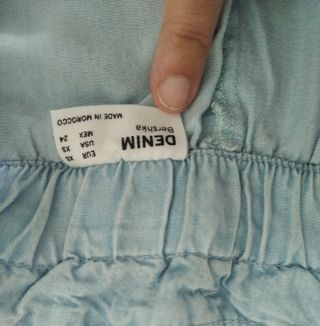 DENIM
Bershka
EUR XS
USA XS
MEX 24
MADE IN MOROCCO